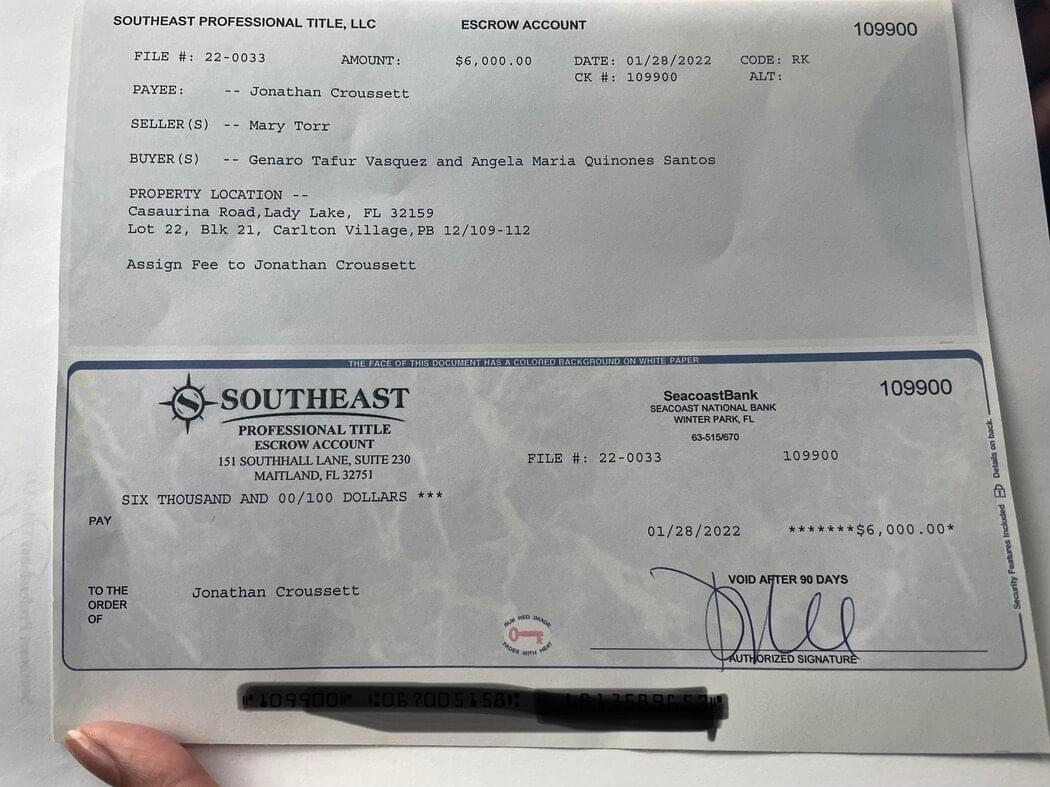 SOUTHEAST PROFESSIONAL TITLE, LLC ESCROW ACCOUNT 109900
FILE #: 22-0033 AMOUNT: $6,000.00 DATE: 01/28/2022 CODE: RK
CK #: 109900 ALT:
PAYEE: -- Jonathan Croussett
SELLER(S) -- Mary Torr
BUYER(S) -- Genaro Tafur Vasquez and Angela Maria Quinones Santos
PROPERTY LOCATION --
Casaurina Road,Lady Lake, FL 32159
Lot 22, Blk 21, Carlton Village,PB 12/109-112
Assign Fee to Jonathan Croussett
THE FACE OF THIS DOCUMENT HAS A COLORED BACKGROUND ON WHITE PAPER
S SOUTHEAST
PROFESSIONAL TITLE
ESCROW ACCOUNT
151 SOUTHHALL LANE, SUITE 230
MAITLAND, FL 32751
SeacoastBank
SEACOAST NATIONAL BANK
WINTER PARK, FL
63-515/670
109900
FILE #: 22-0033 109900
SIX THOUSAND AND 00/100 DOLLARS ***
PAY
01/28/2022 *******$6,000.00*
VOID AFTER 90 DAYS
TO THE
ORDER
OF
Jonathan Croussett
RUB RED IMAGE
FADES WITH HEAT
AUTHORIZED SIGNATURE
Security Features Included Details on back.